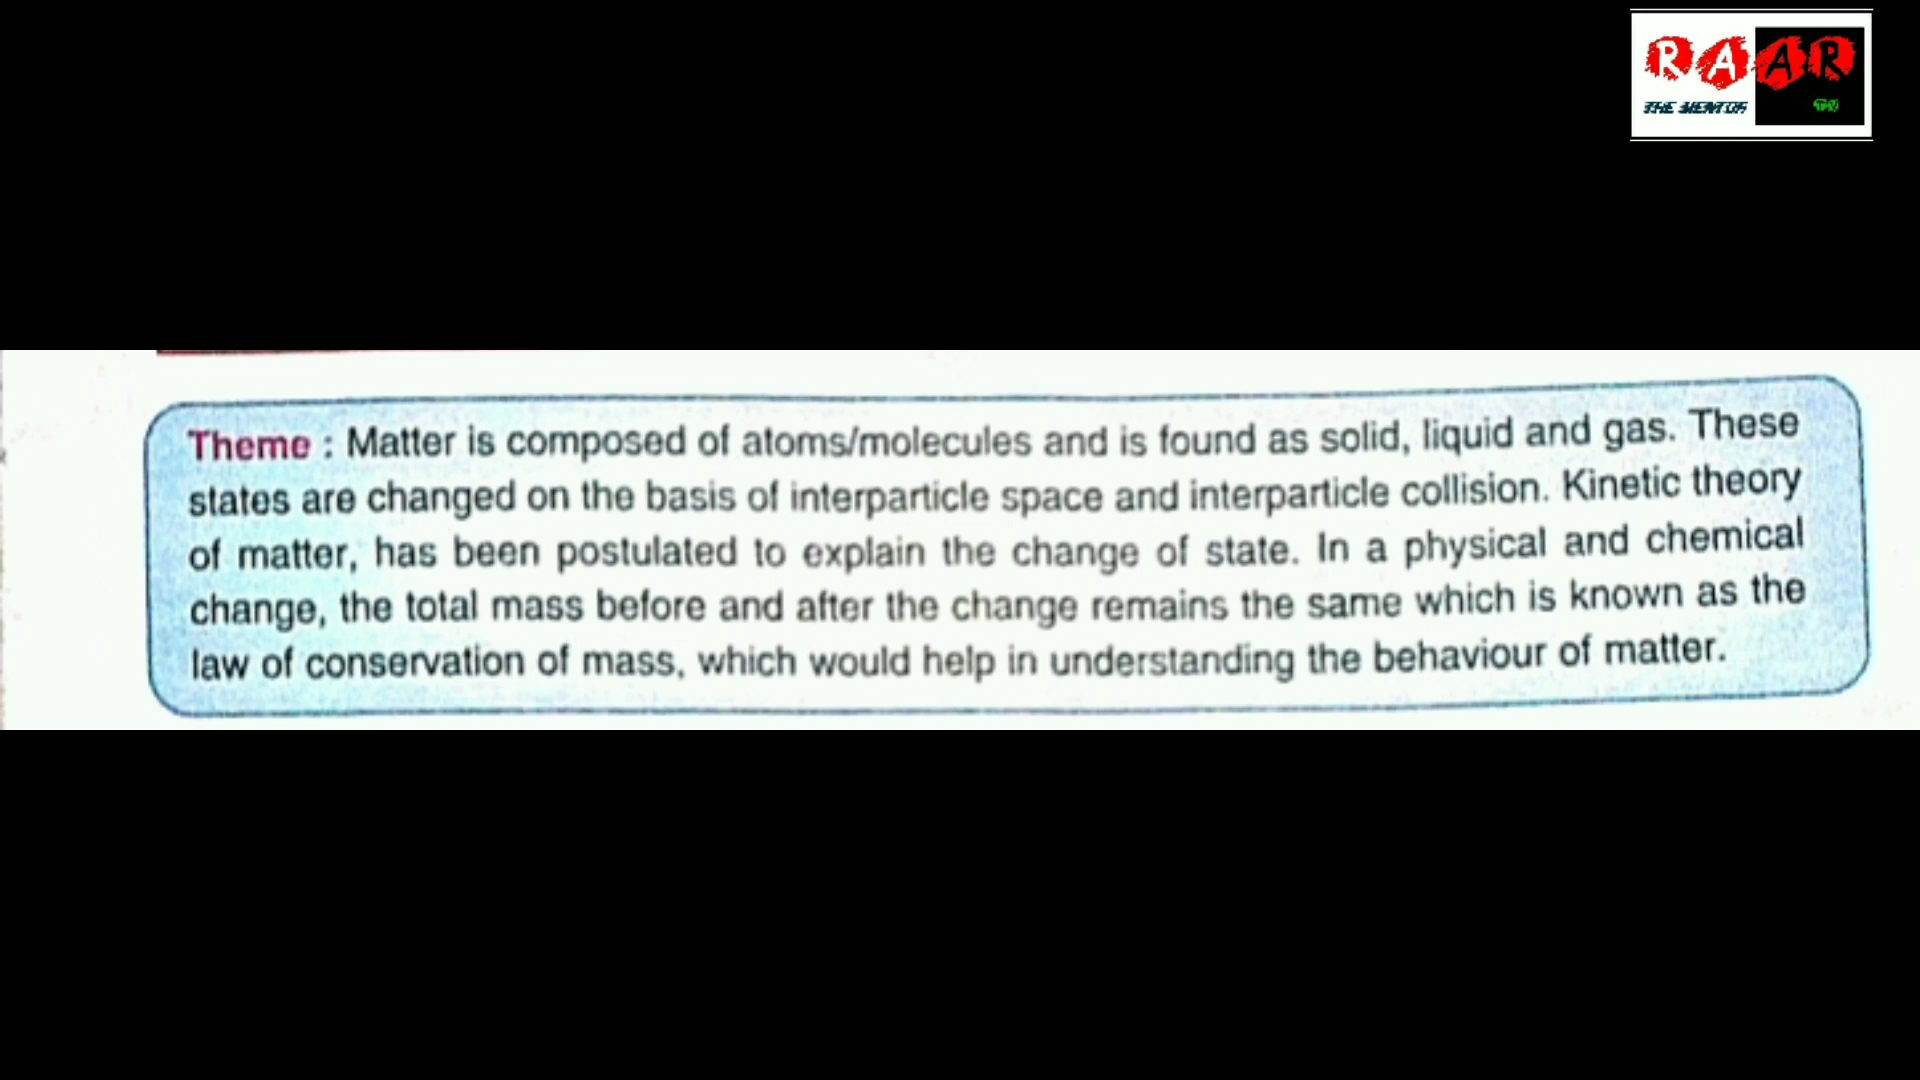 RAAR
THE MENTOR
Theme : Matter is composed of atoms/molecules and is found as solid, liquid and gas. These
states are changed on the basis of interparticle space and interparticle collision. Kinetic theory
of matter, has been postulated to explain the change of state. In a physical and chemical
change, the total mass before and after the change remains the same which is known as the
law of conservation of mass, which would help in understanding the behaviour of matter.